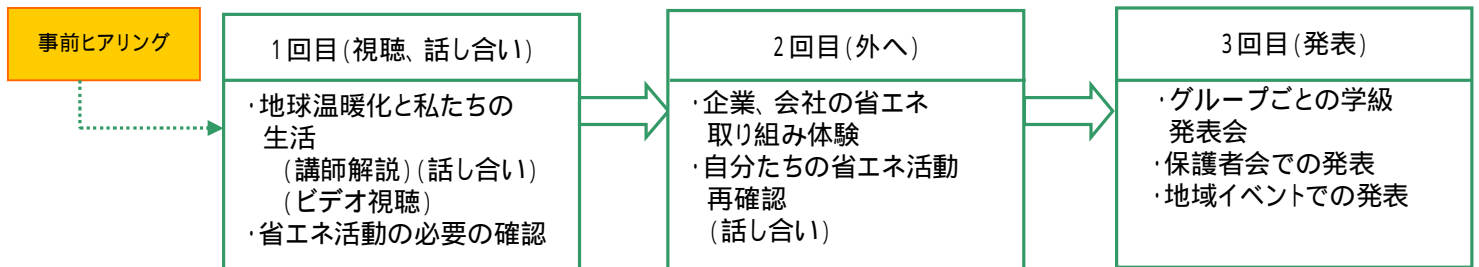 事前ヒアリング
1回目(視聴、話し合い)
・地球温暖化と私たちの
生活
(講師解説)(話し合い)
(ビデオ視聴)
・省エネ活動の必要の確認
2回目(外へ)
・企業、会社の省エネ
取り組み体験
・自分たちの省エネ活動
再確認
(話し合い)
3回目(発表)
・グループごとの学級
発表会
・保護者会での発表
・地域イベントでの発表